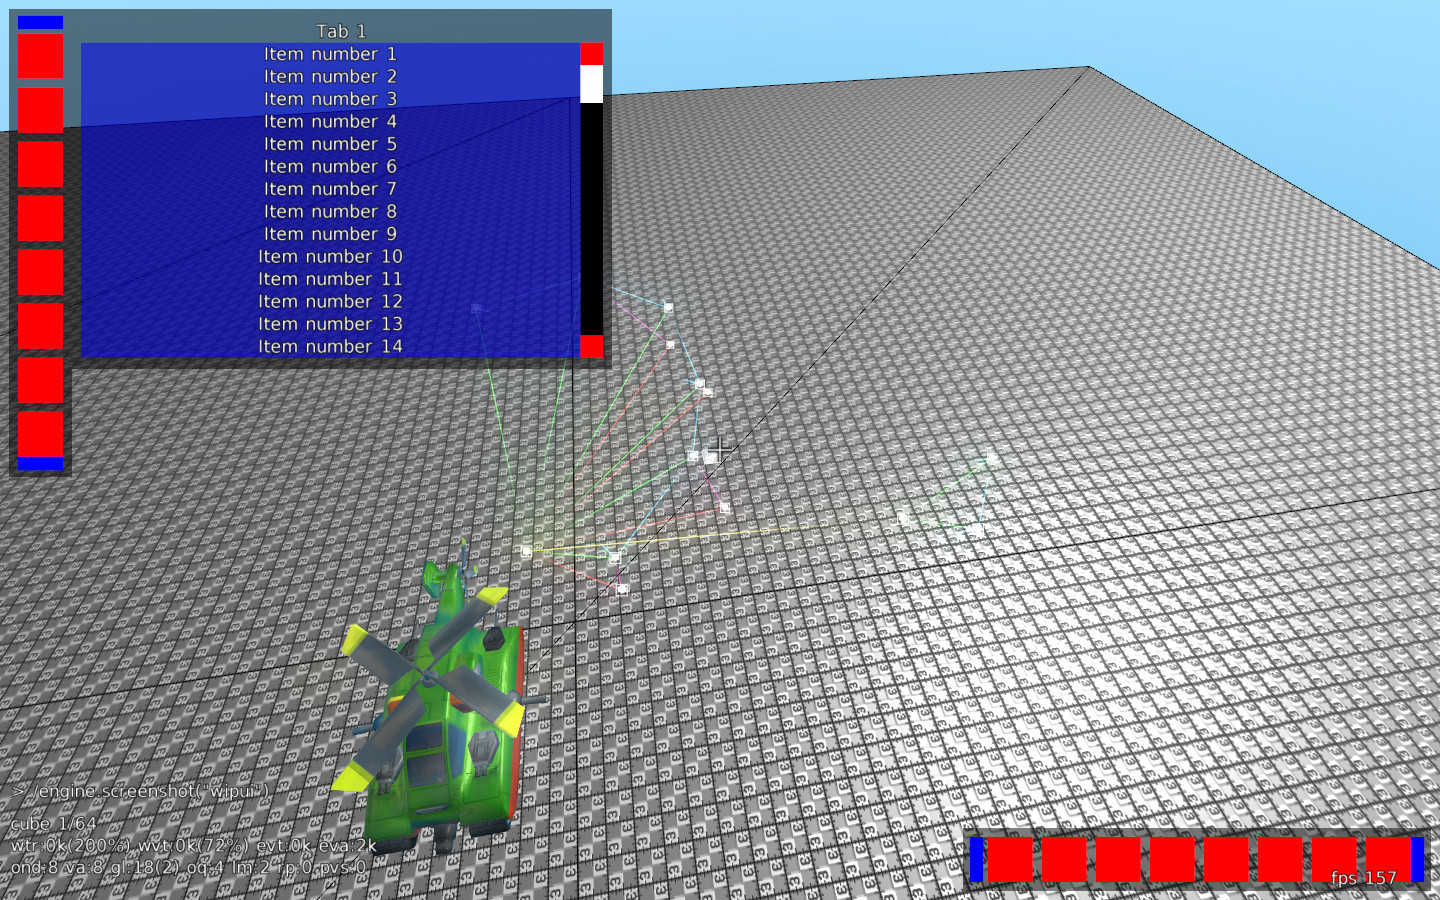 Tab 1
Item number 1
Item number 2
Item number 3
Item number 4
Item number 5
Item number 6
Item number 7
Item number 8
Item number 9
Item number 10
Item number 11
Item number 12
Item number 13
Item number 14
> /engine.screenshot("wipui")
cube 1/64
wtr:0k(200%) wvt:0k(72%) evt:0k eva:2k
ond:8 va:8 gl:18(2) oq:4 lm:2 rp:0 pvs:0
fps 157